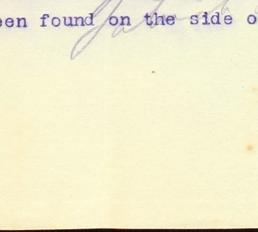 een found on the side o